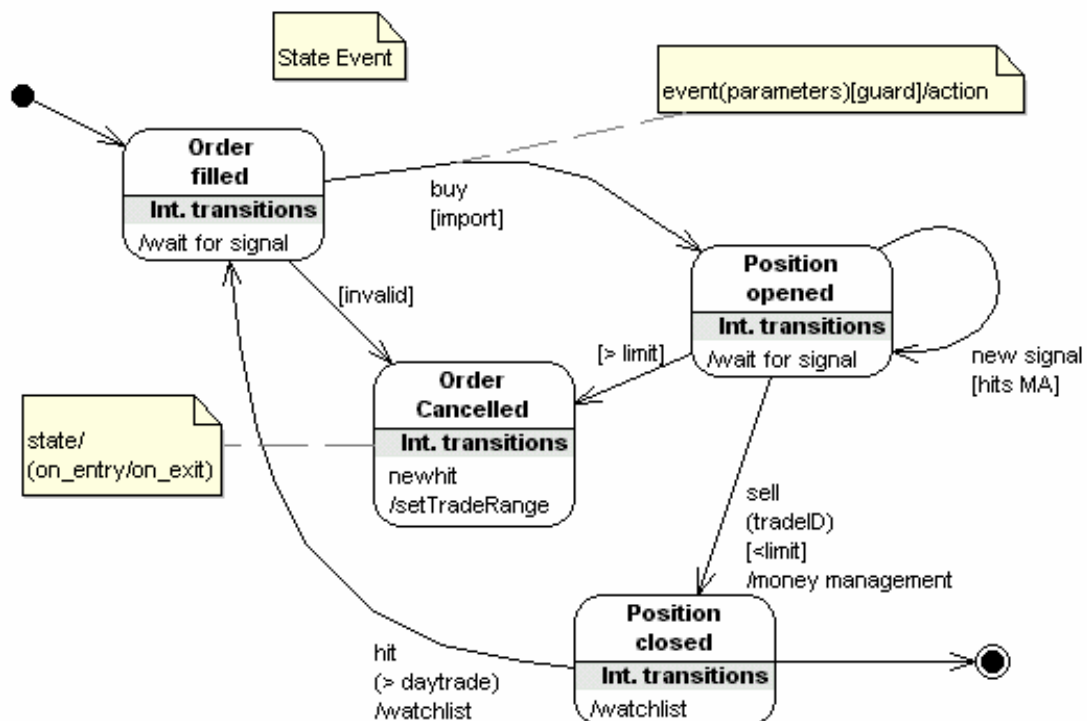 State Event
event(parameters)[guard]/action
Order
filled
Int. transitions
/wait for signal
buy
[import]
Position
opened
Int. transitions
/wait for signal
new signal
[hits MA]
[invalid]
[> limit]
Order
Cancelled
Int. transitions
newhit
/setTradeRange
state/
(on_entry/on_exit)
sell
(tradeID)
[<limit]
/money management
Position
closed
Int. transitions
/watchlist
hit
(> daytrade)
/watchlist